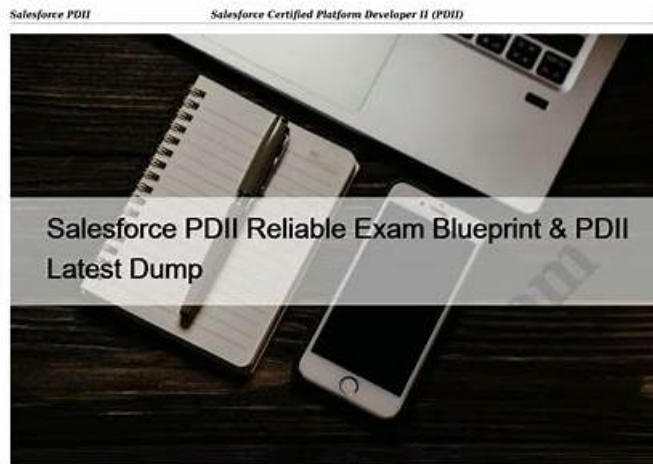 Salesforce PDII Salesforce Certified Platform Developer II (PDII)
Salesforce PDII Reliable Exam Blueprint & PDII
Latest Dump